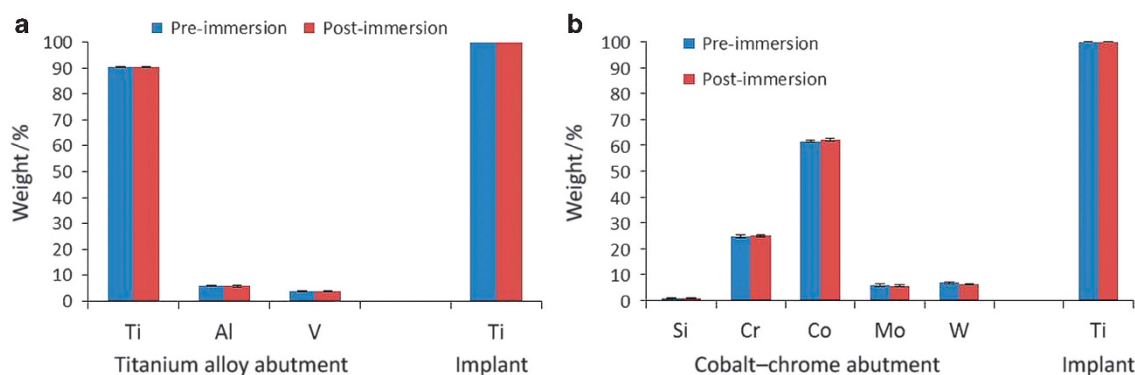 a
Pre-immersion Post-immersion
Weight/%
100
90
80
70
60
50
40
30
20
10
0
Ti Al V Ti
Titanium alloy abutment Implant
b
Pre-immersion
Post-immersion
Weight/%
100
90
80
70
60
50
40
30
20
10
0
Si Cr Co Mo W Ti
Cobalt–chrome abutment Implant